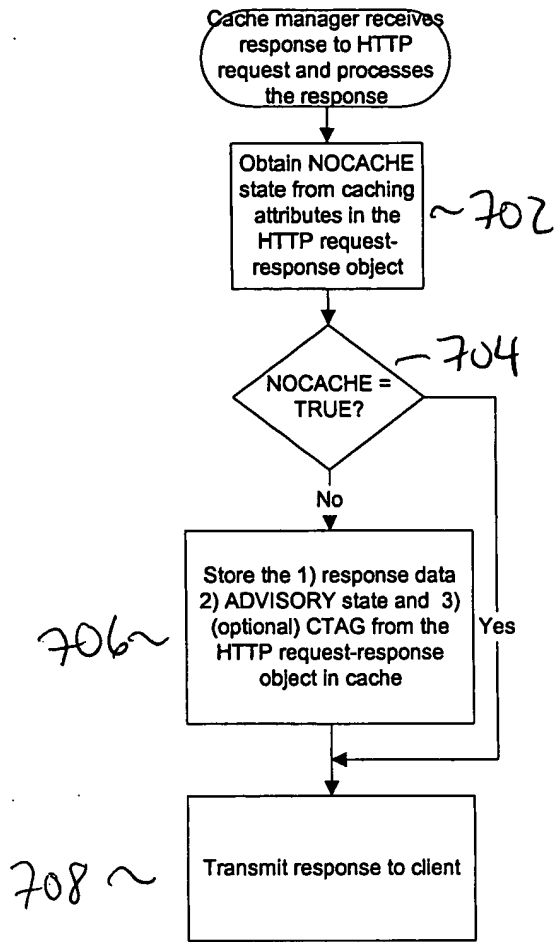 Cache manager receives
response to HTTP
request and processes
the response
Obtain NOCACHE
state from caching
attributes in the
HTTP request-
response object
~702
~704
NOCACHE =
TRUE?
No
Store the 1) response data
2) ADVISORY state and 3)
(optional) CTAG from the
HTTP request-response
object in cache
Yes
706~
Transmit response to client
708~